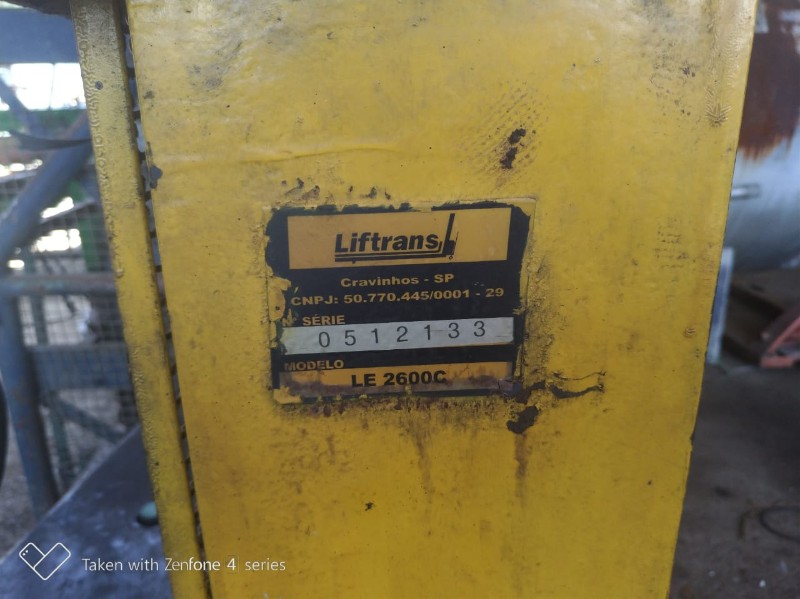 Liftrans
Cravinhos - SP
CNPJ: 50.770.445/0001 - 29
Nº SÉRIE
0512133
MODELO
LE 2600C
Taken with Zenfone 4 series